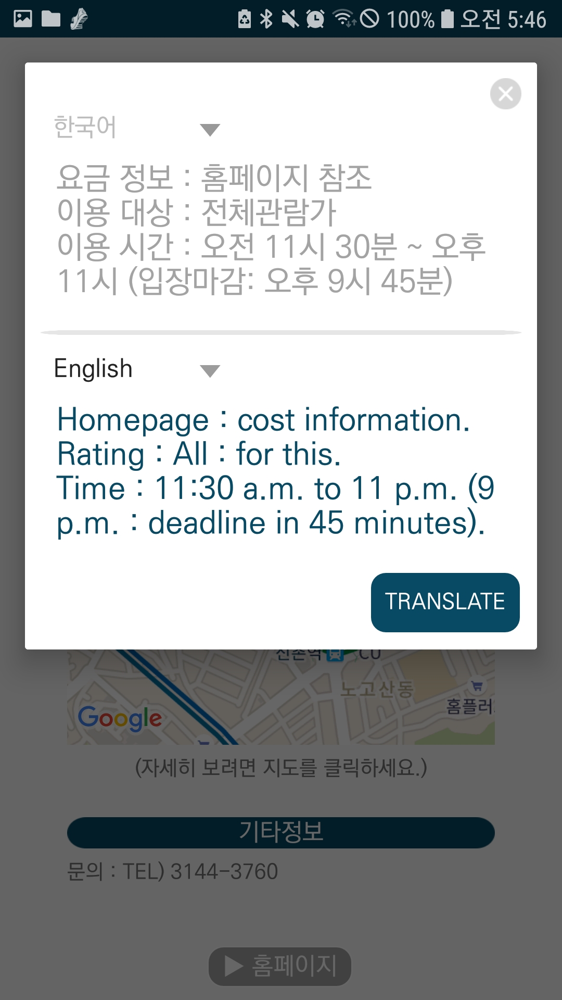 100% 오전 5:46
한국어
요금 정보 : 홈페이지 참조
이용 대상 : 전체관람가
이용 시간 : 오전 11시 30분 ~ 오후
11시 (입장마감: 오후 9시 45분)
English
Homepage : cost information.
Rating : All : for this.
Time : 11:30 a.m. to 11 p.m. (9
p.m. : deadline in 45 minutes).
TRANSLATE
신촌역 CU
노고산동
홈플러
Google
(자세히 보려면 지도를 클릭하세요.)
기타정보
문의 : TEL) 3144-3760
▶ 홈페이지